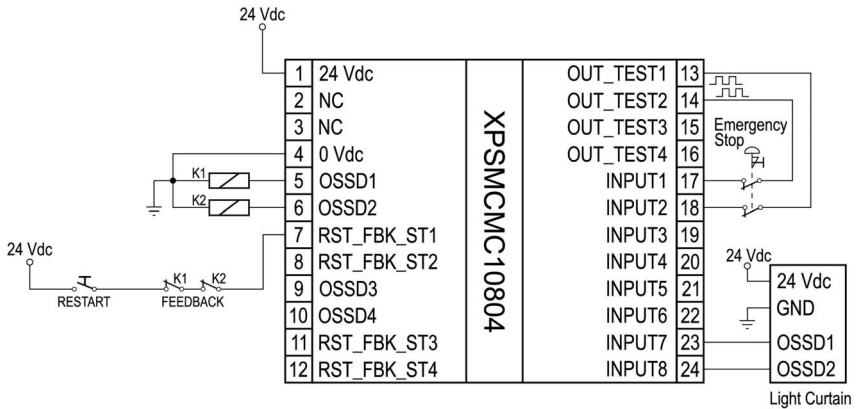 24 Vdc
1 24 Vdc
2 NC
3 NC
4 0 Vdc
K1
5 OSSD1
K2
6 OSSD2
7 RST_FBK_ST1
8 RST_FBK_ST2
9 OSSD3
10 OSSD4
11 RST_FBK_ST3
12 RST_FBK_ST4
24 Vdc
RESTART
K1 K2
FEEDBACK
XPSMCMC10804
OUT_TEST1 13
OUT_TEST2 14
OUT_TEST3 15
OUT_TEST4 16
INPUT1 17
INPUT2 18
INPUT3 19
INPUT4 20
INPUT5 21
INPUT6 22
INPUT7 23
INPUT8 24
Emergency
Stop
24 Vdc
24 Vdc
GND
OSSD1
OSSD2
Light Curtain